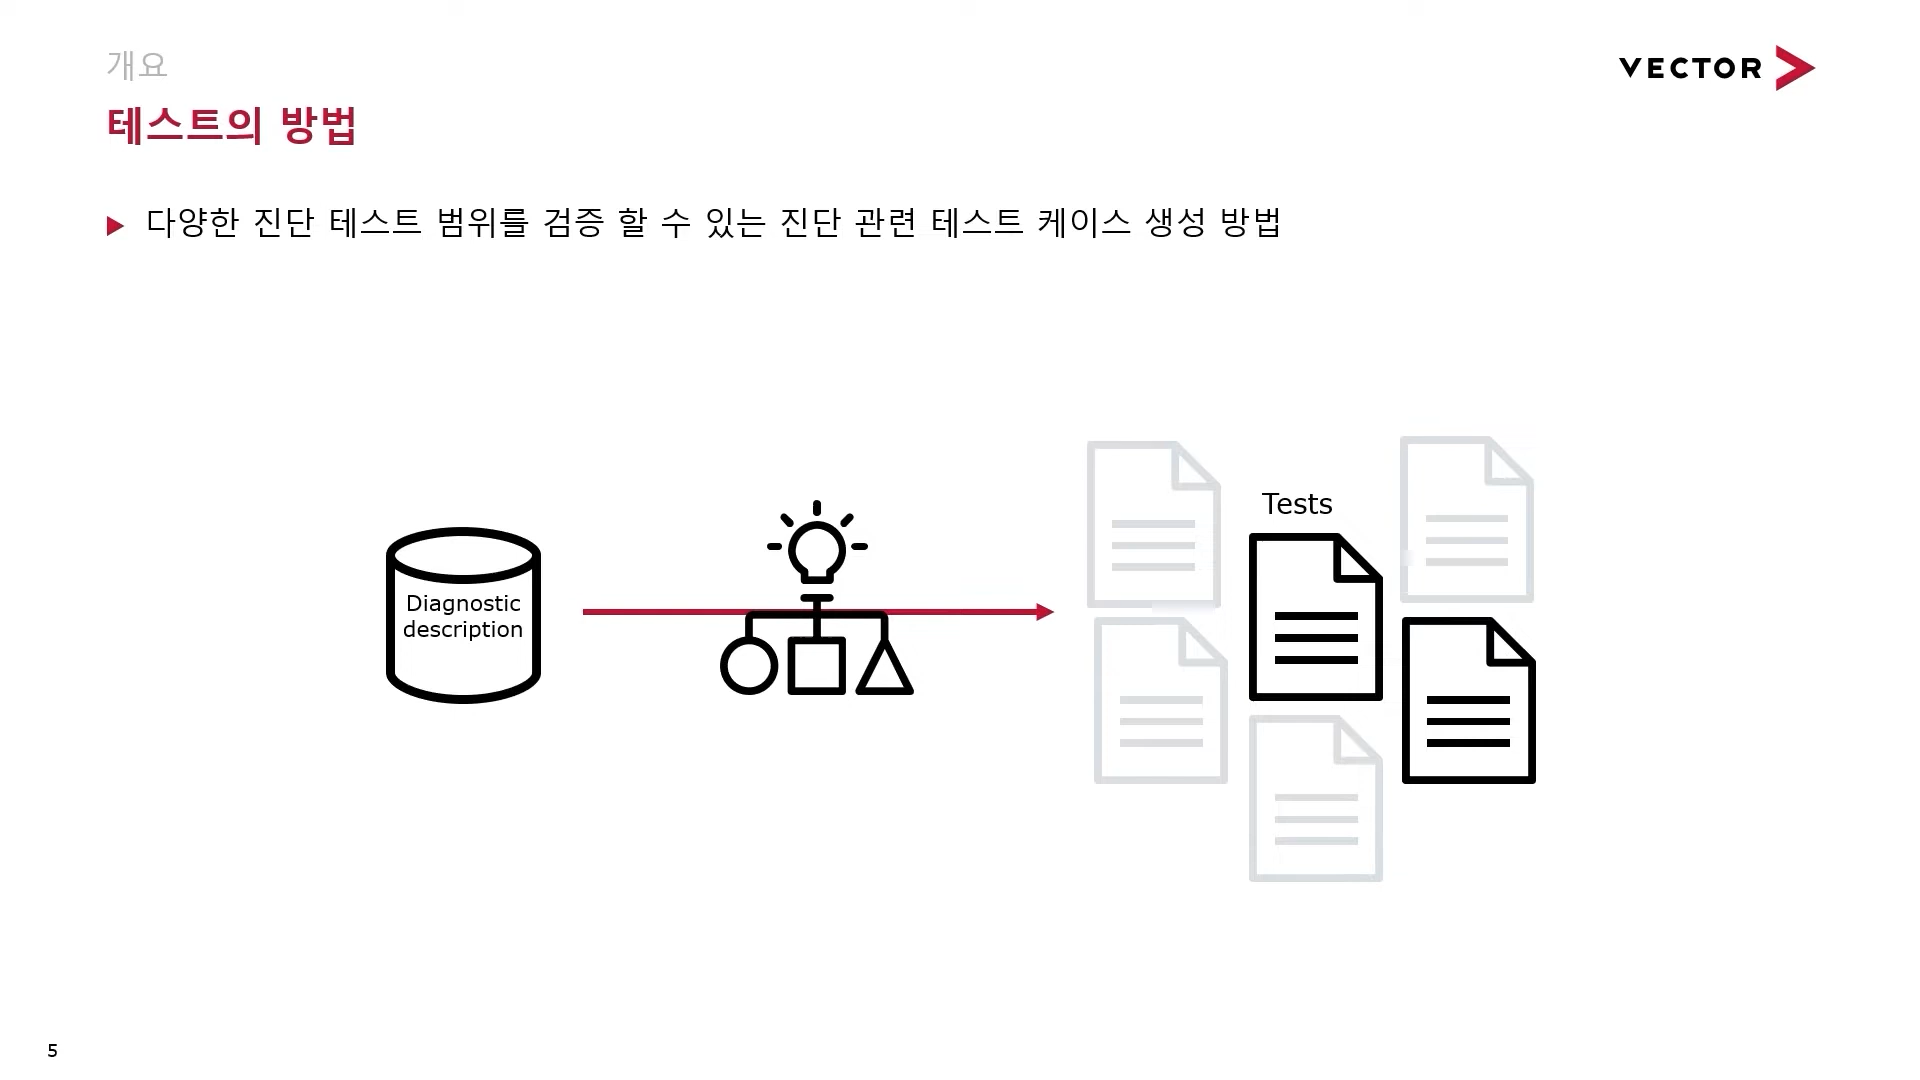 개요
VECTOR
테스트의 방법
다양한 진단 테스트 범위를 검증 할 수 있는 진단 관련 테스트 케이스 생성 방법
Tests
Diagnostic
description
5